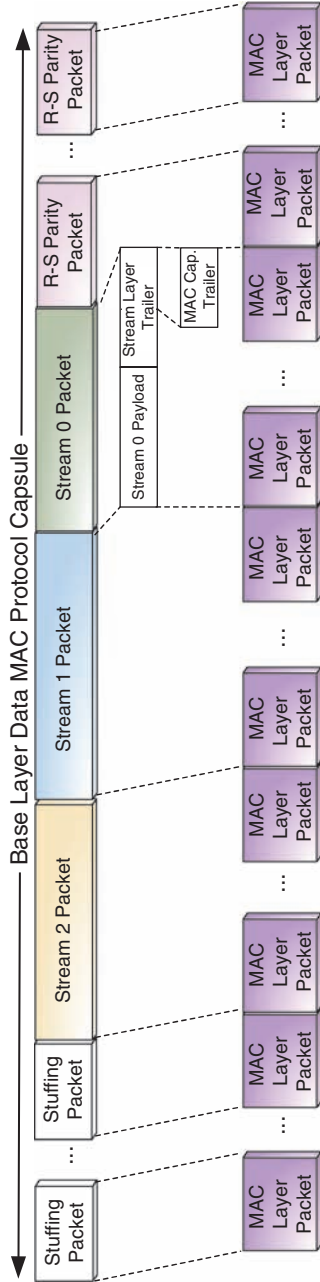 Base Layer Data MAC Protocol Capsule
Stuffing
Packet
...
Stuffing
Packet
Stream 2 Packet
Stream 1 Packet
Stream 0 Packet
R-S Parity
Packet
...
R-S Parity
Packet
Stream 0 Payload
Stream Layer
Trailer
MAC Cap.
Trailer
MAC
Layer
Packet
...
MAC
Layer
Packet
MAC
Layer
Packet
...
MAC
Layer
Packet
MAC
Layer
Packet
...
MAC
Layer
Packet
MAC
Layer
Packet
...
MAC
Layer
Packet
MAC
Layer
Packet
...
MAC
Layer
Packet